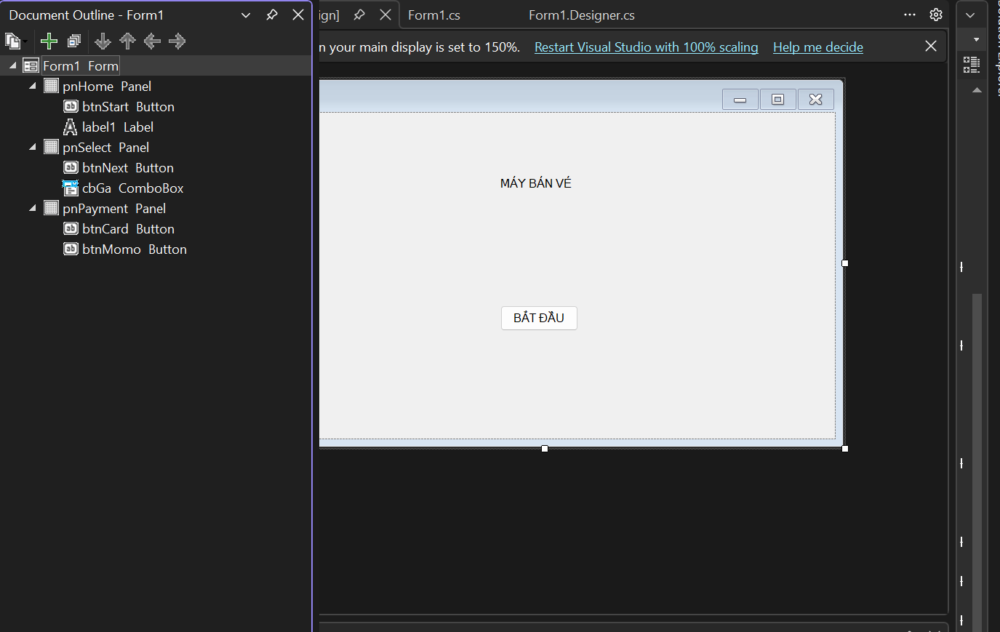 Document Outline - Form1
ign]
Form1.cs
Form1.Designer.cs
n your main display is set to 150%. Restart Visual Studio with 100% scaling Help me decide
Form1 Form
pnHome Panel
btnStart Button
label1 Label
pnSelect Panel
btnNext Button
cbGa ComboBox
pnPayment Panel
btnCard Button
btnMomo Button
MÁY BÁN VÉ
BẮT ĐẦU